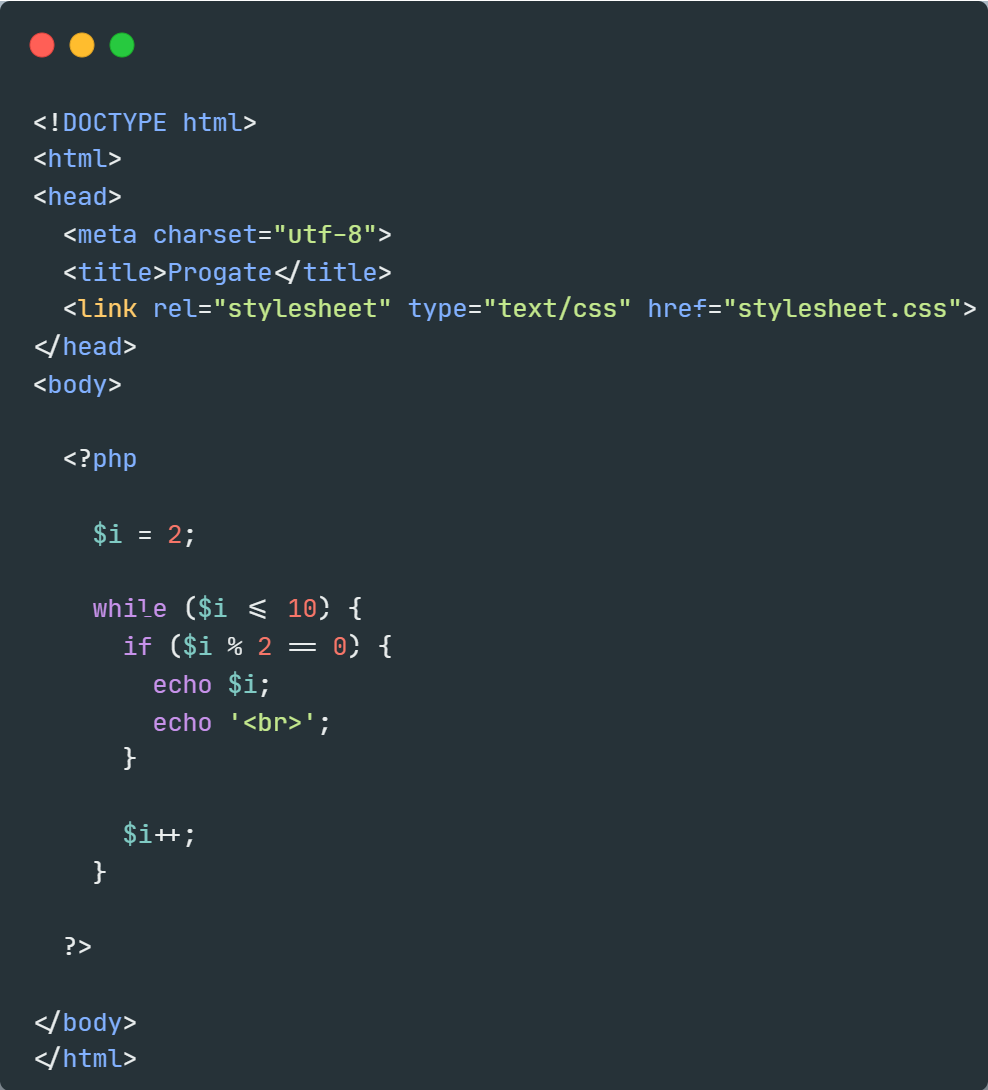 <!DOCTYPE html>
<html>
<head>
  <meta charset="utf-8">
  <title>Progate</title>
  <link rel="stylesheet" type="text/css" href="stylesheet.css">
</head>
<body>

  <?php

    $i = 2;

    while ($i <= 10) {
      if ($i % 2 == 0) {
        echo $i;
        echo '<br>';
      }

      $i++;
    }

  ?>

</body>
</html>